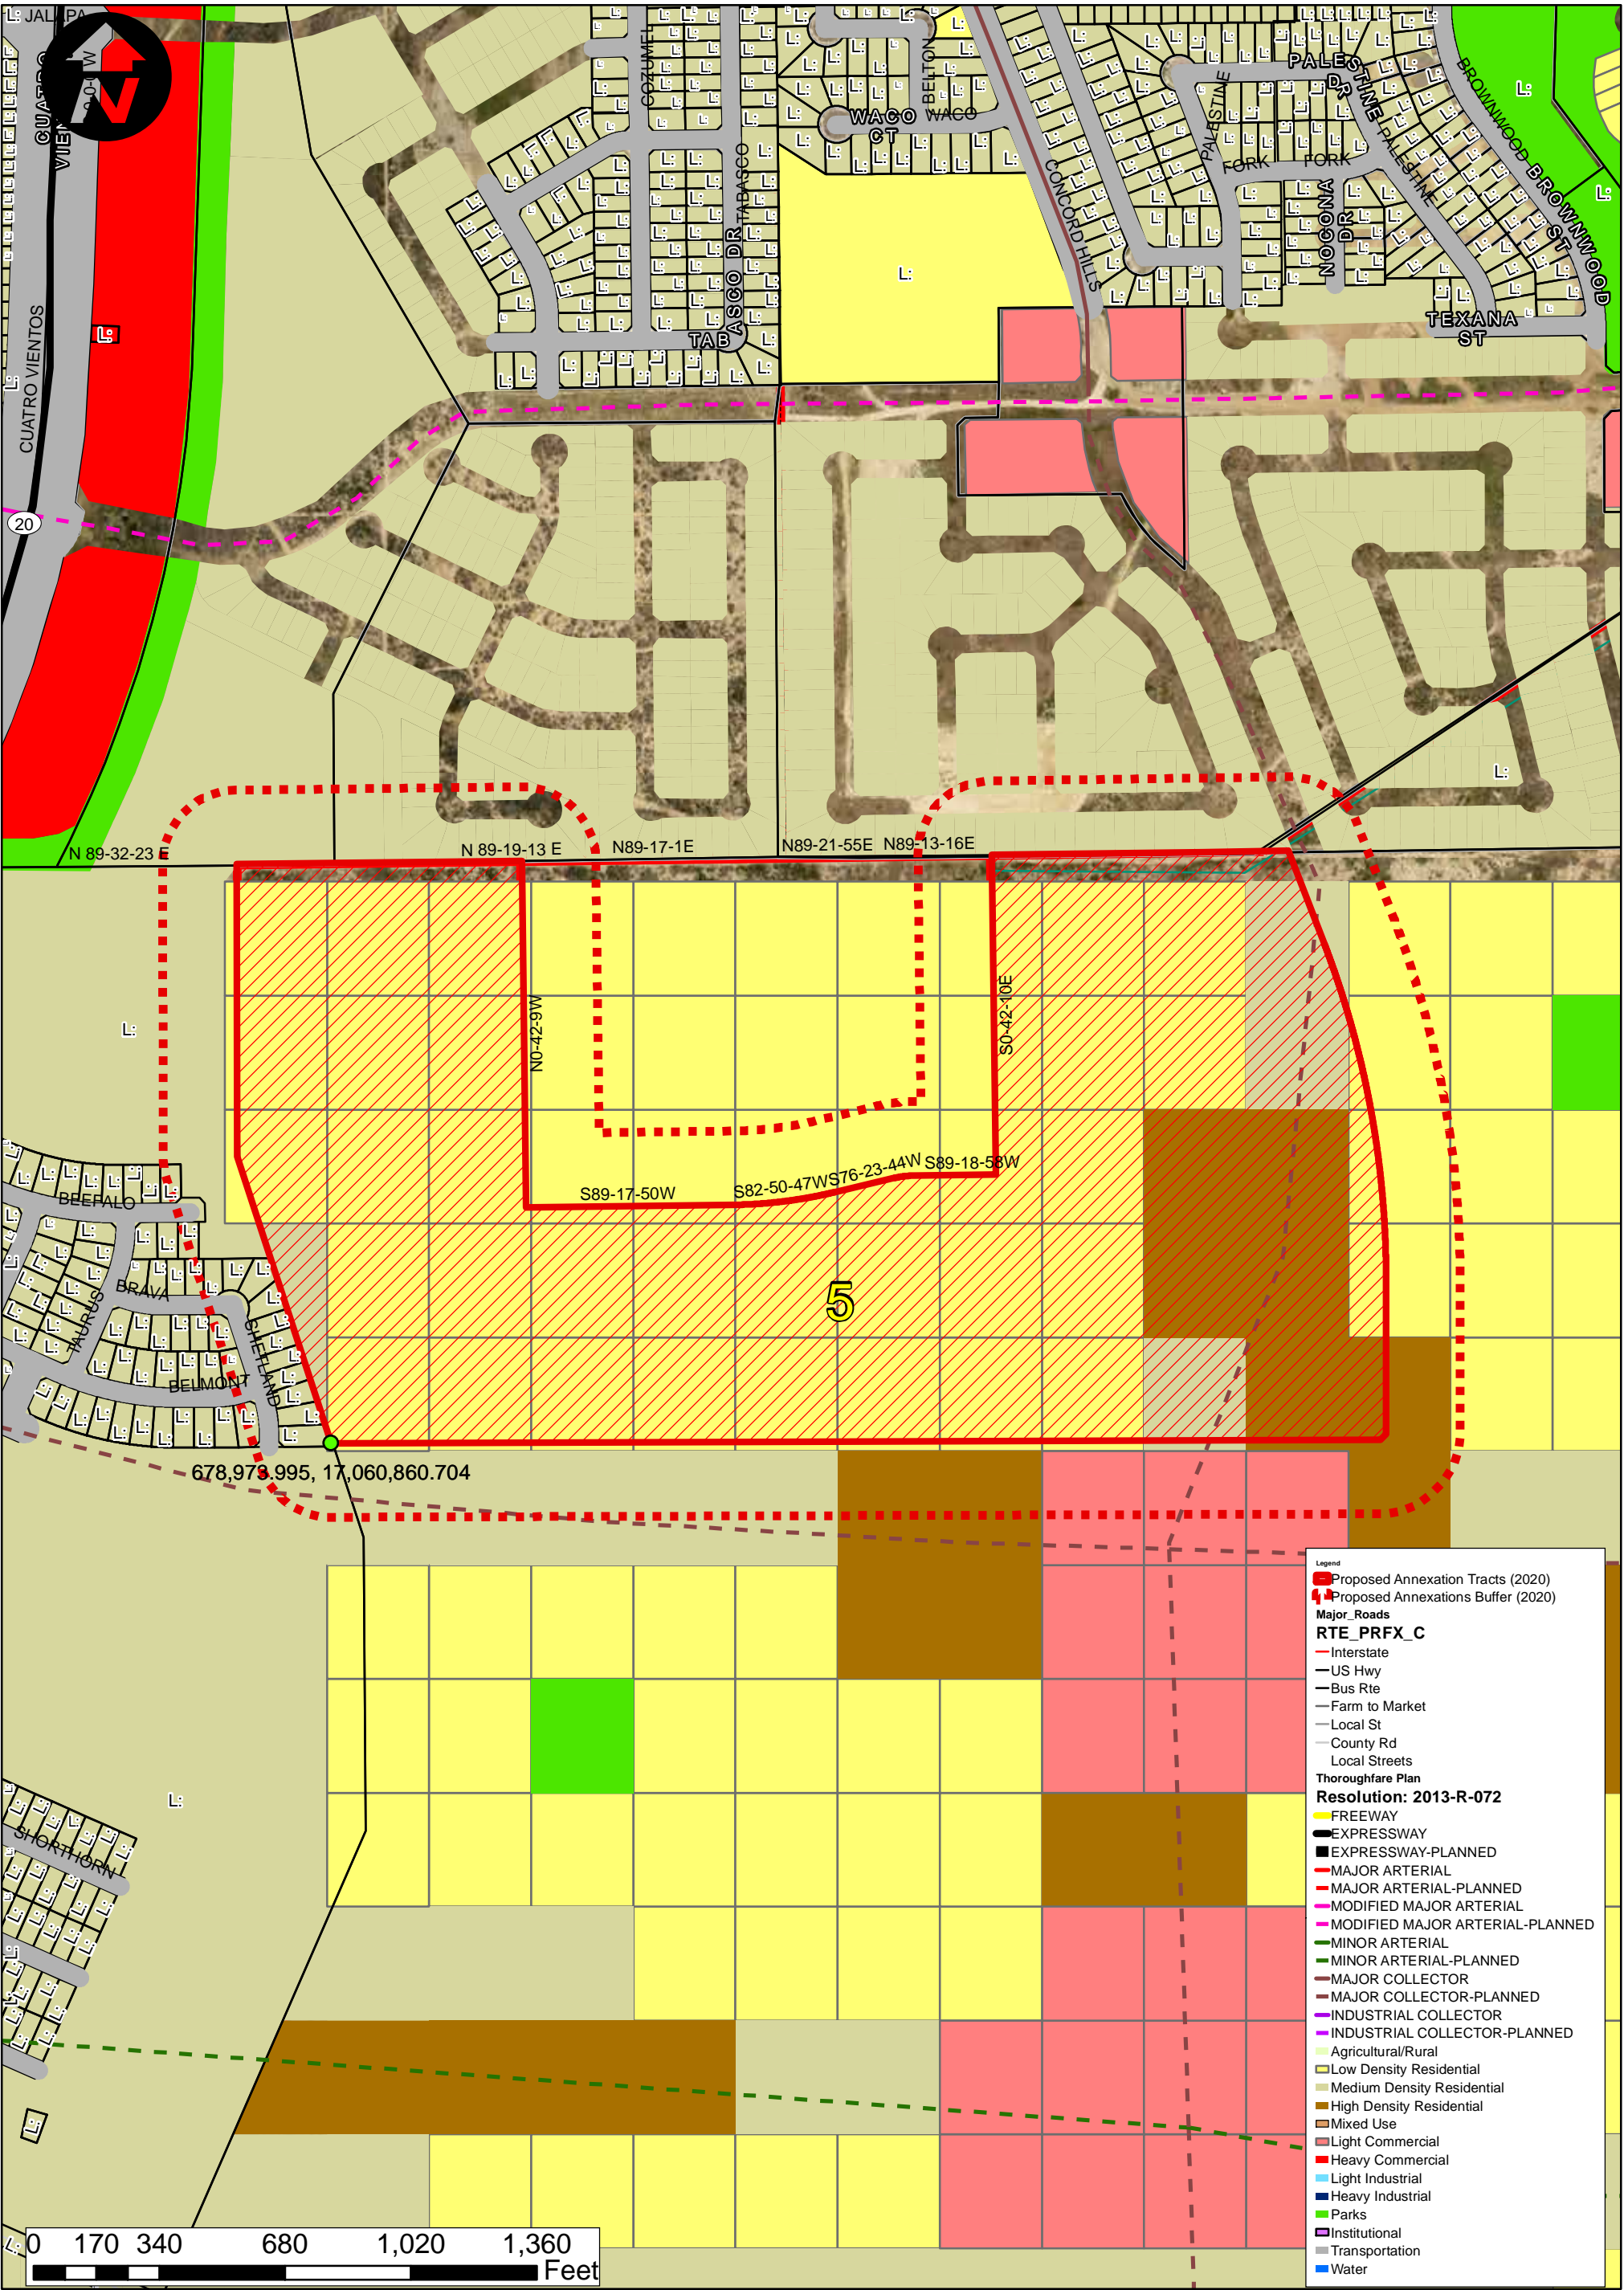 JALAPA
CUATRO
VIEN
COZUMEL
TABASCO
BELTON
WACO
WACO
CT
PALESTINE
DR
PALESTINE
PALESTINE
FORK
FORK
NOCONA
DR
BROWNWOOD
BROWNWOOD
ST
TEXANA
ST
CONCORD HILLS
TABASCO DR
CUATRO VIENTOS
20
N 89-32-23 E
N 89-19-13 E
N89-17-1E
N89-21-55E
N89-13-16E
N0-42-9W
S0-42-10E
S89-17-50W
S82-50-47W
S76-23-44W
S89-18-58W
BEEFALO
BRAVA
TAURUS
SHETLAND
BELMONT
5
678,973.995, 17,060,860.704
SHORTHORN
Legend
Proposed Annexation Tracts (2020)
Proposed Annexations Buffer (2020)
Major_Roads
RTE_PRFX_C
Interstate
US Hwy
Bus Rte
Farm to Market
Local St
County Rd
Local Streets
Thoroughfare Plan
Resolution: 2013-R-072
FREEWAY
EXPRESSWAY
EXPRESSWAY-PLANNED
MAJOR ARTERIAL
MAJOR ARTERIAL-PLANNED
MODIFIED MAJOR ARTERIAL
MODIFIED MAJOR ARTERIAL-PLANNED
MINOR ARTERIAL
MINOR ARTERIAL-PLANNED
MAJOR COLLECTOR
MAJOR COLLECTOR-PLANNED
INDUSTRIAL COLLECTOR
INDUSTRIAL COLLECTOR-PLANNED
Agricultural/Rural
Low Density Residential
Medium Density Residential
High Density Residential
Mixed Use
Light Commercial
Heavy Commercial
Light Industrial
Heavy Industrial
Parks
Institutional
Transportation
Water
0 170 340 680 1,020 1,360
Feet